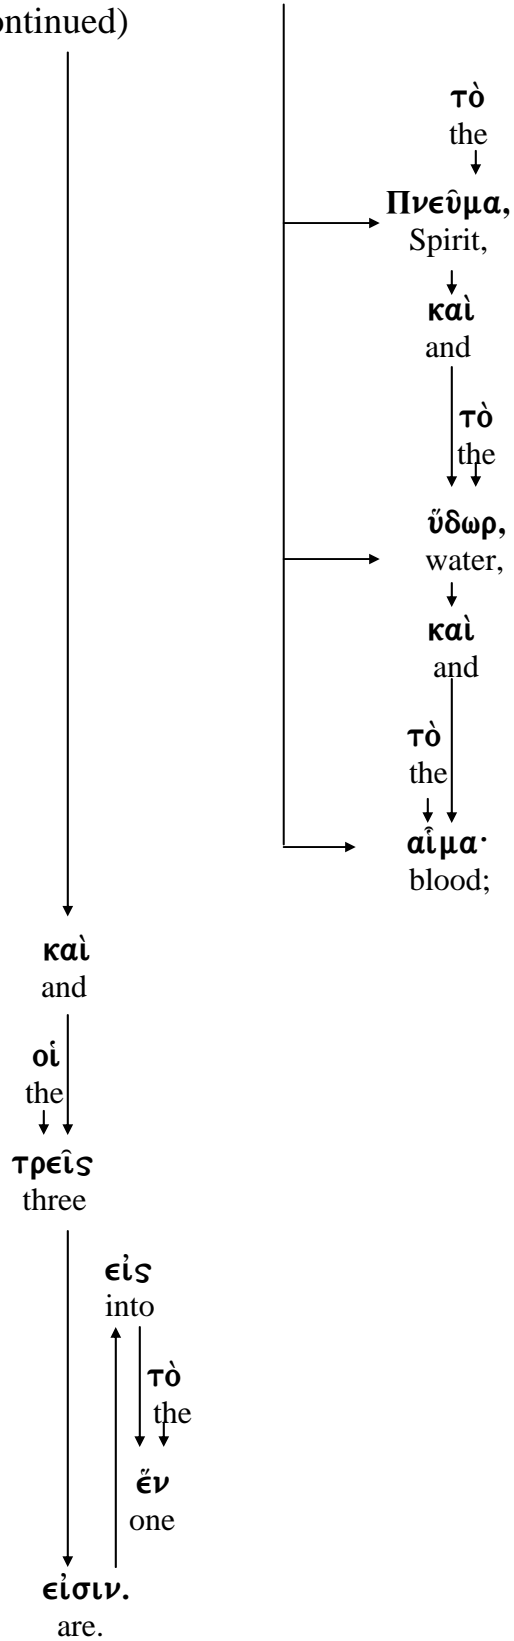 ontinued)
τὸ
the
Πνεῦμα,
Spirit,
καὶ
and
τὸ
the
ὕδωρ,
water,
καὶ
and
τὸ
the
αἷμα·
blood;
καὶ
and
οἱ
the
τρεῖς
three
εἰς
into
τὸ
the
ἕν
one
εἰσιν.
are.